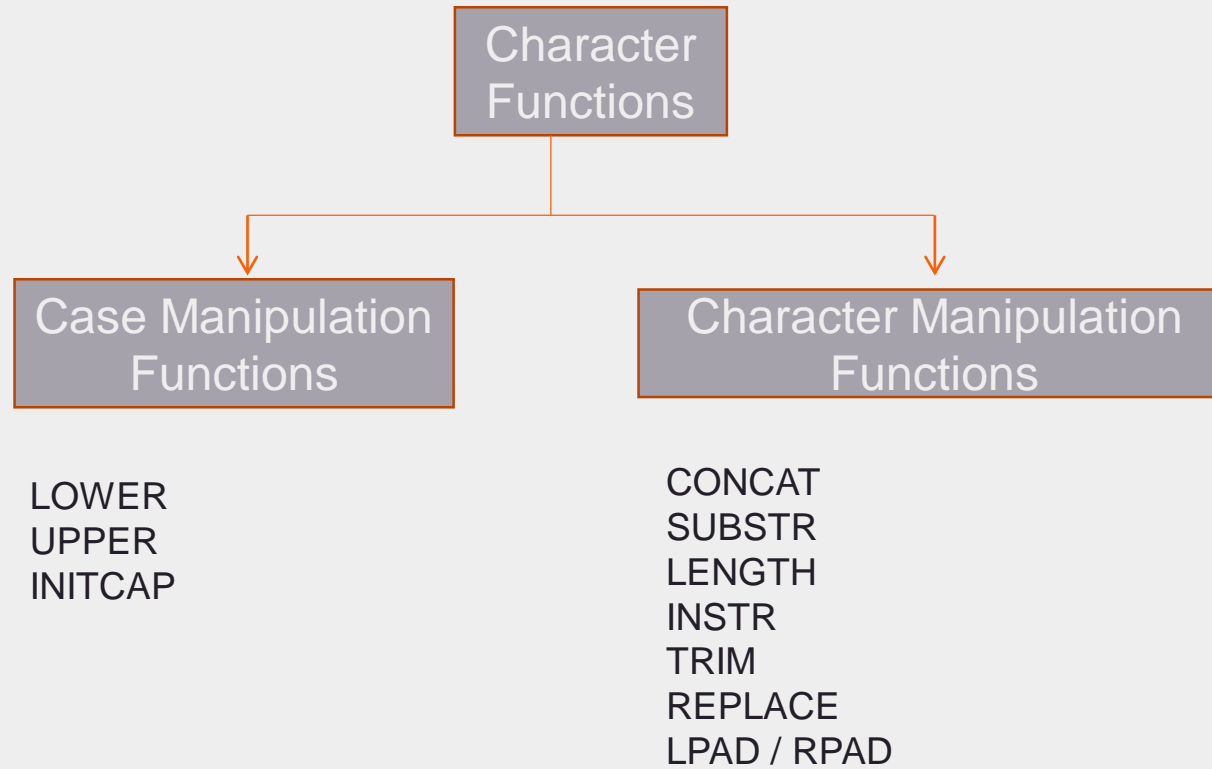 Character
Functions
Case Manipulation
Functions
Character Manipulation
Functions
LOWER
UPPER
INITCAP
CONCAT
SUBSTR
LENGTH
INSTR
TRIM
REPLACE
LPAD / RPAD